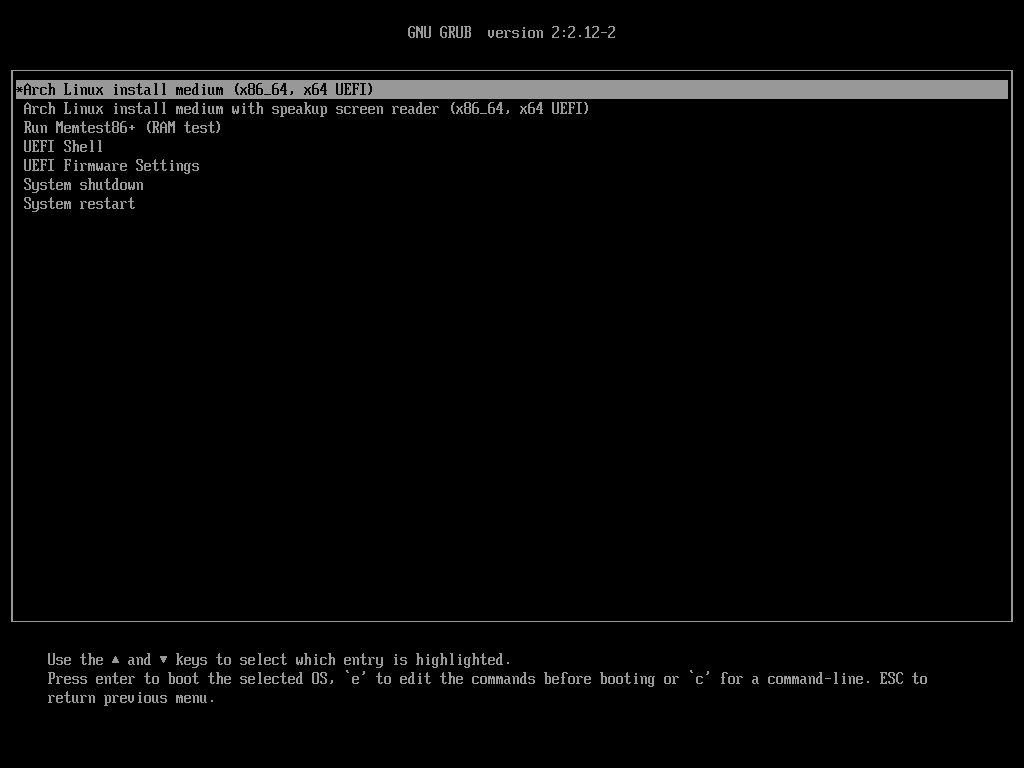 GNU GRUB  version 2:2.12-2
*Arch Linux install medium (x86_64, x64 UEFI)
Arch Linux install medium with speakup screen reader (x86_64, x64 UEFI)
Run Memtest86+ (RAM test)
UEFI Shell
UEFI Firmware Settings
System shutdown
System restart
Use the ▲ and ▼ keys to select which entry is highlighted.
Press enter to boot the selected OS, `e' to edit the commands before booting or `c' for a command-line. ESC to
return previous menu.